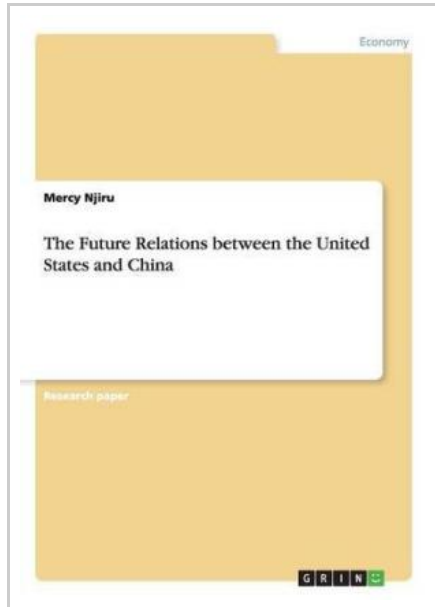 Economy
Mercy Njiru
The Future Relations between the United
States and China
Research paper
GRIN